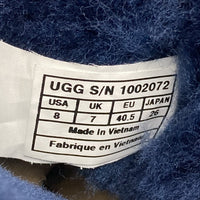 UGG S/N 1002072
USA UK EU JAPAN
8 7 40.5 26
Made in Vietnam
Fabriqué en Vietnam